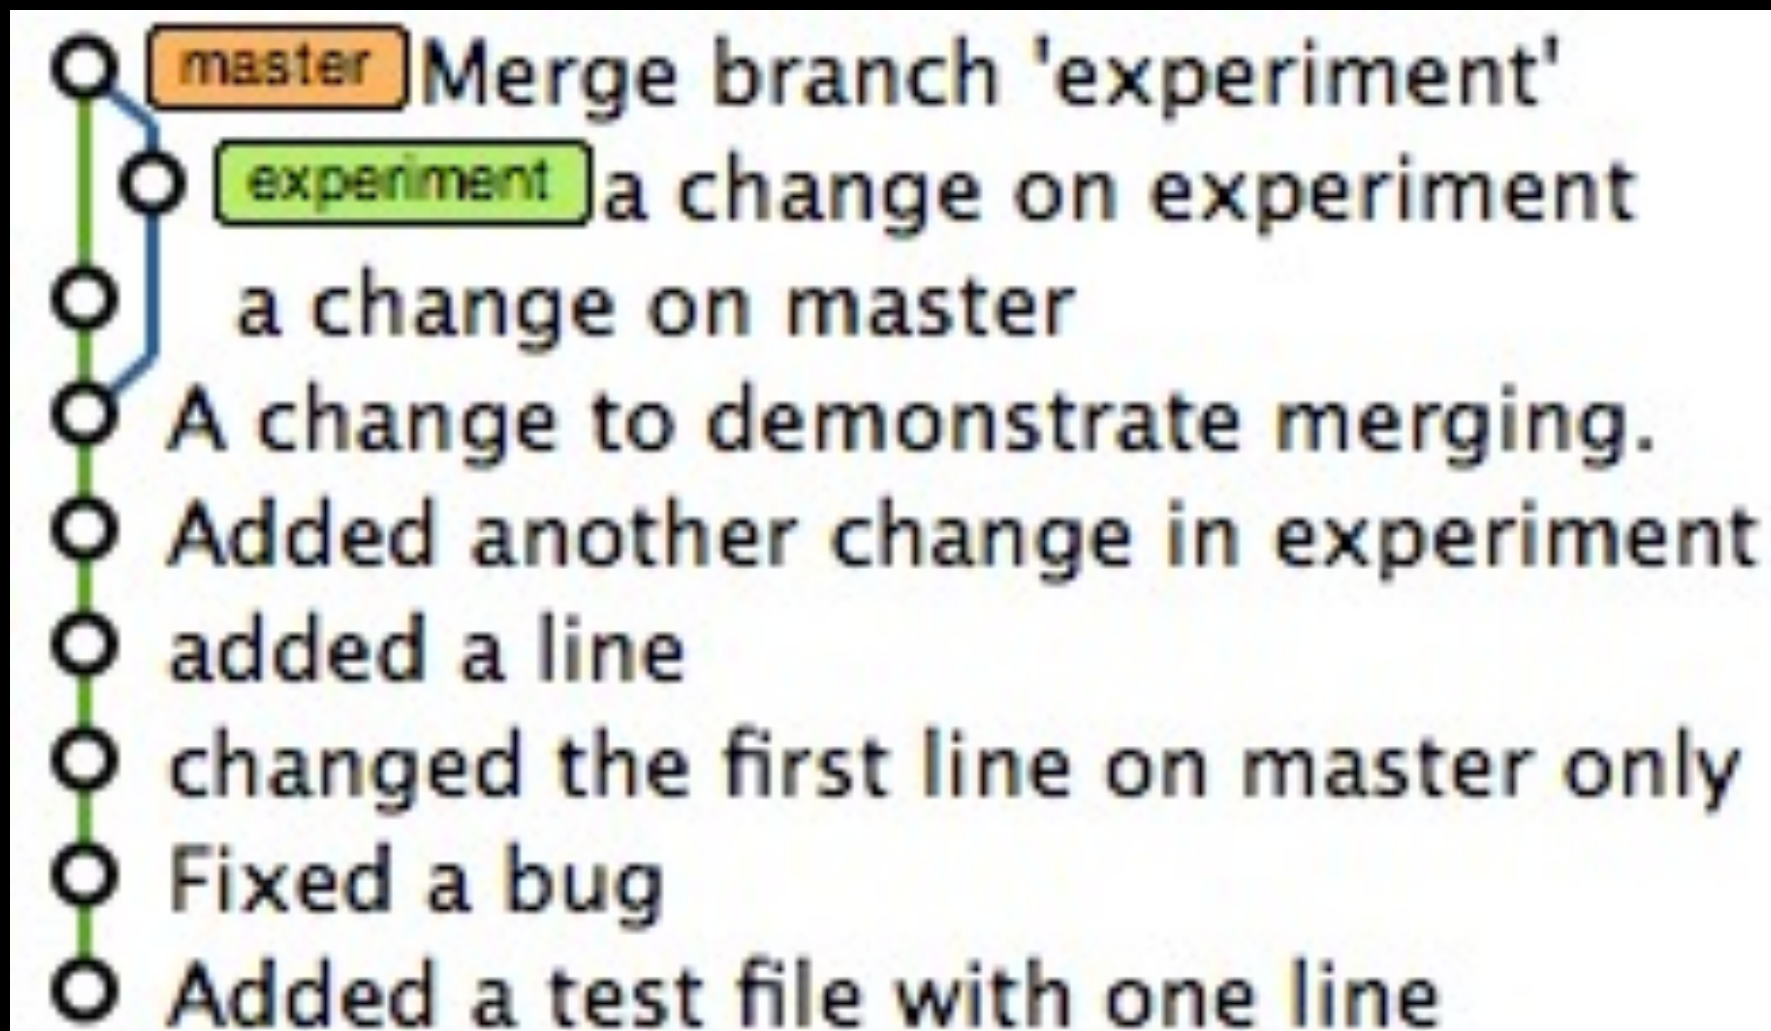 master Merge branch 'experiment'
experiment a change on experiment
a change on master
A change to demonstrate merging.
Added another change in experiment
added a line
changed the first line on master only
Fixed a bug
Added a test file with one line